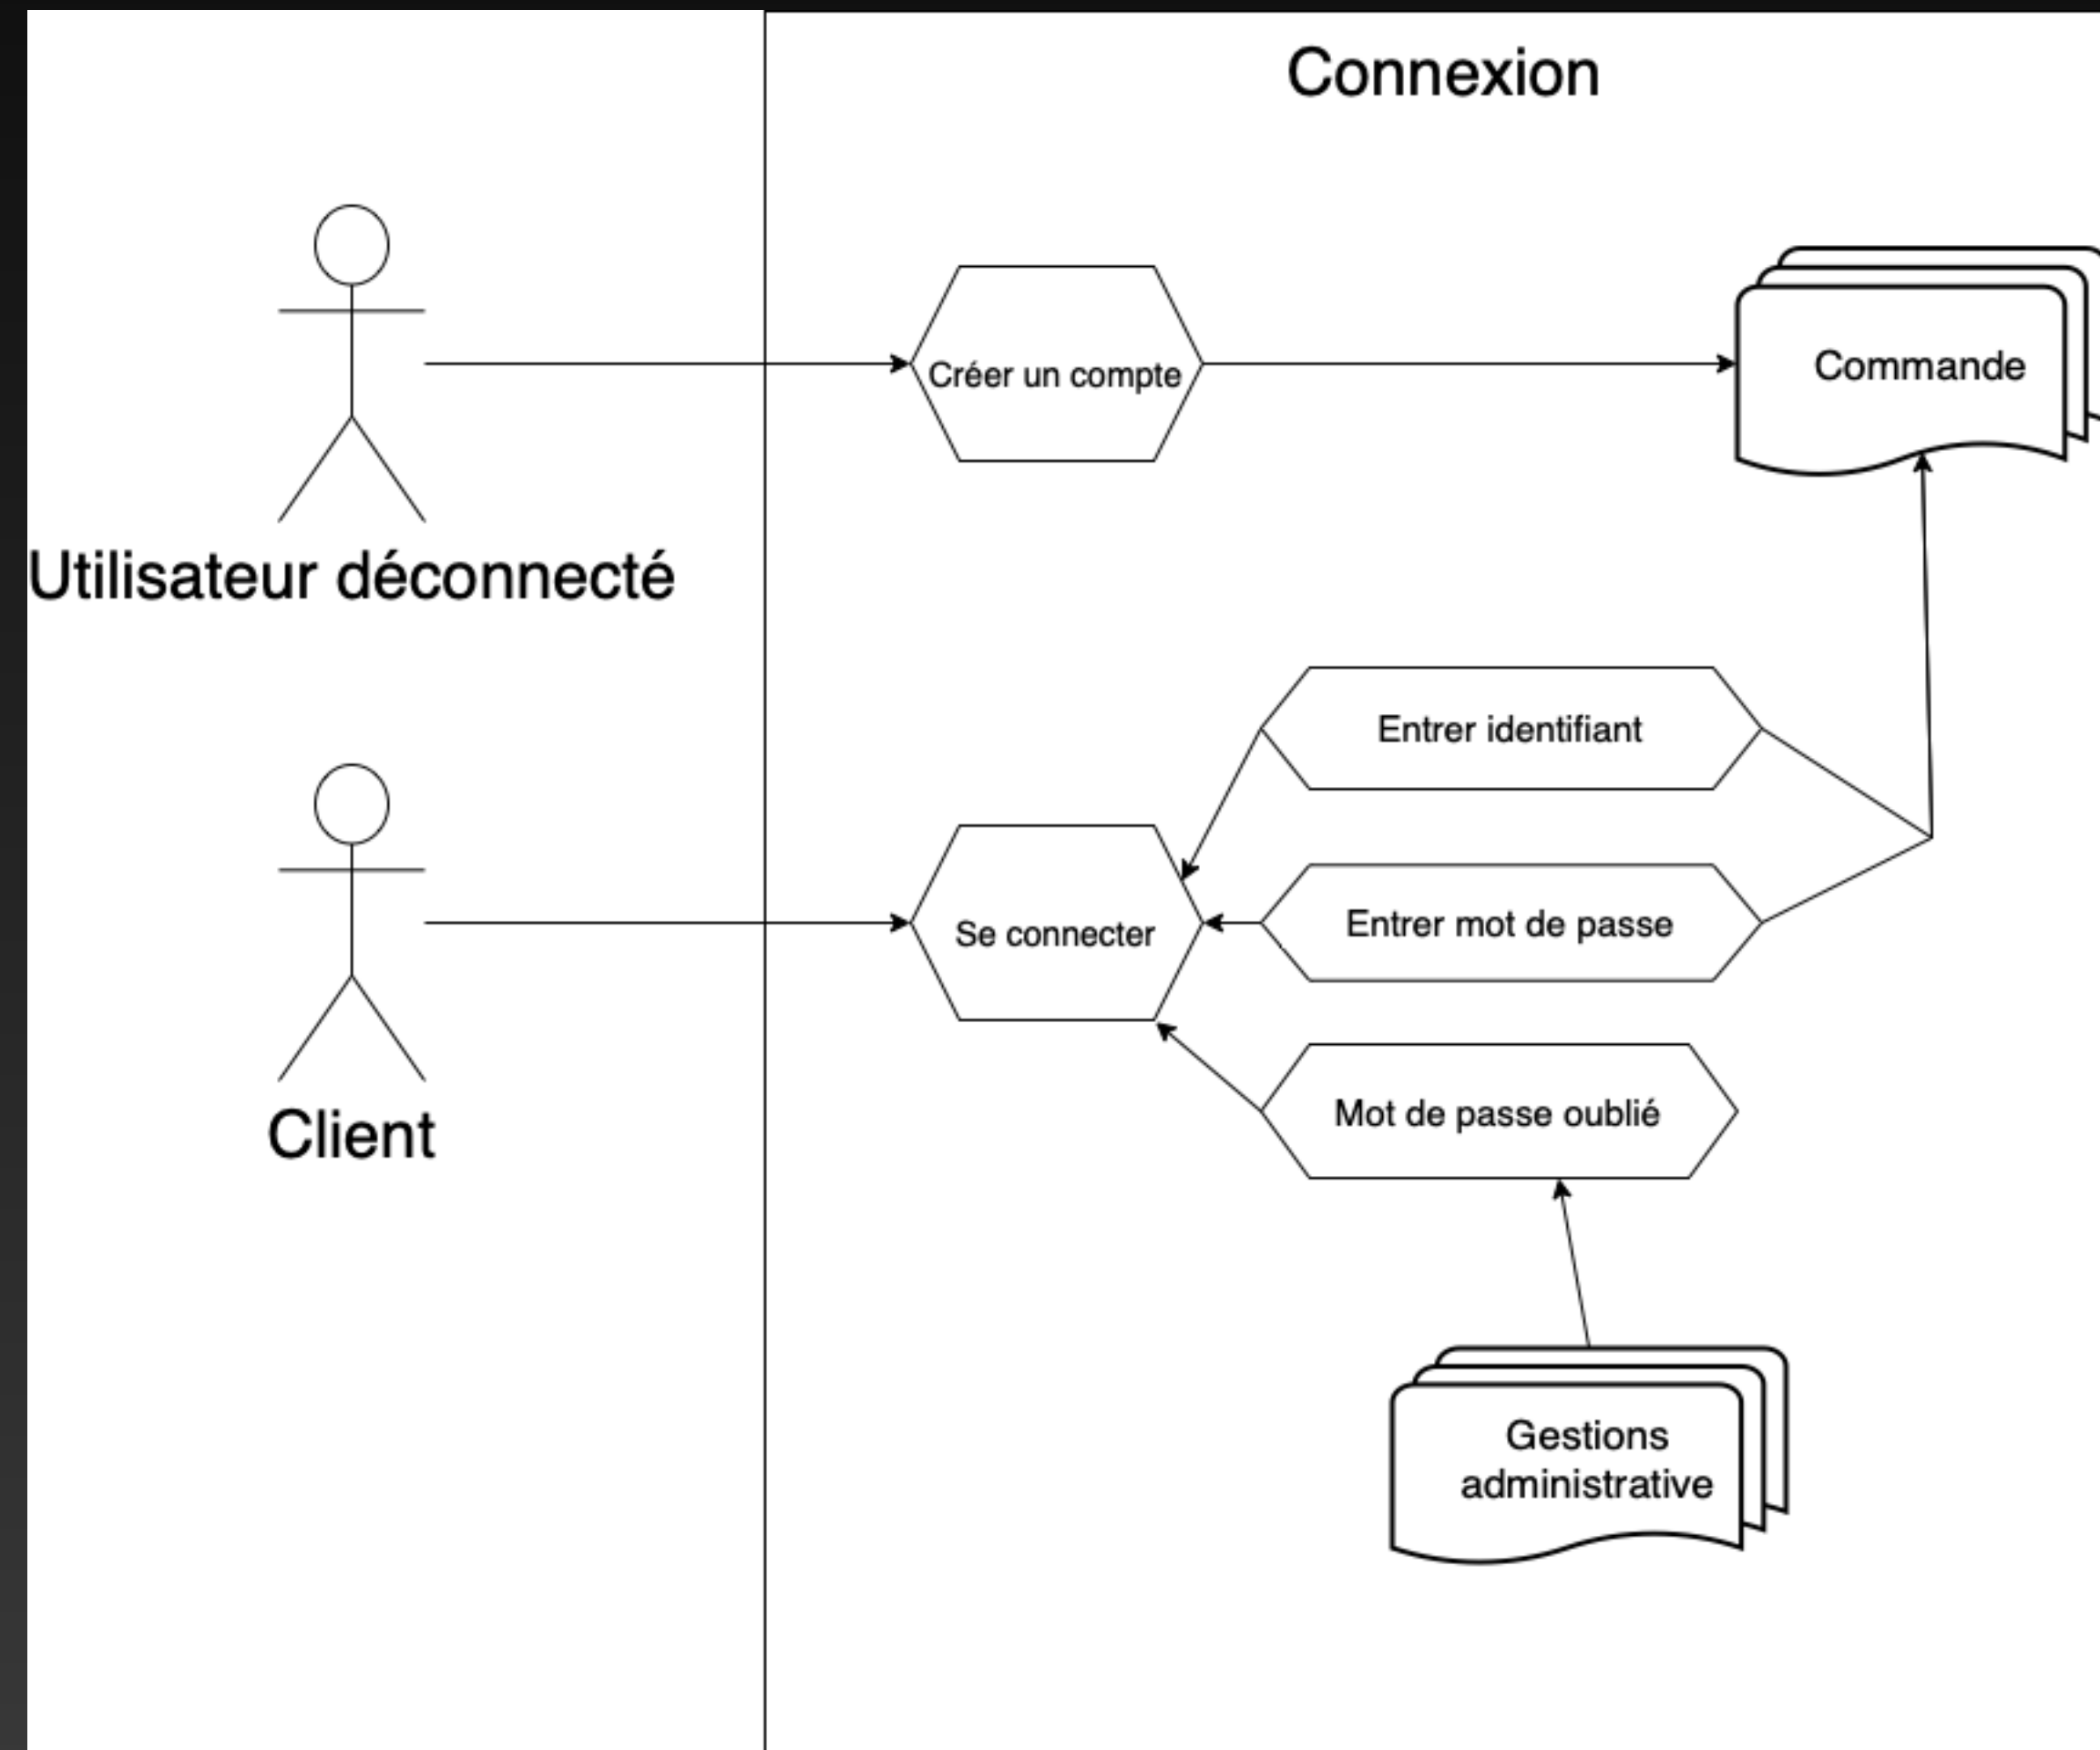 Connexion
Créer un compte
Commande
Utilisateur déconnecté
Entrer identifiant
Se connecter
Entrer mot de passe
Mot de passe oublié
Client
Gestions
administrative